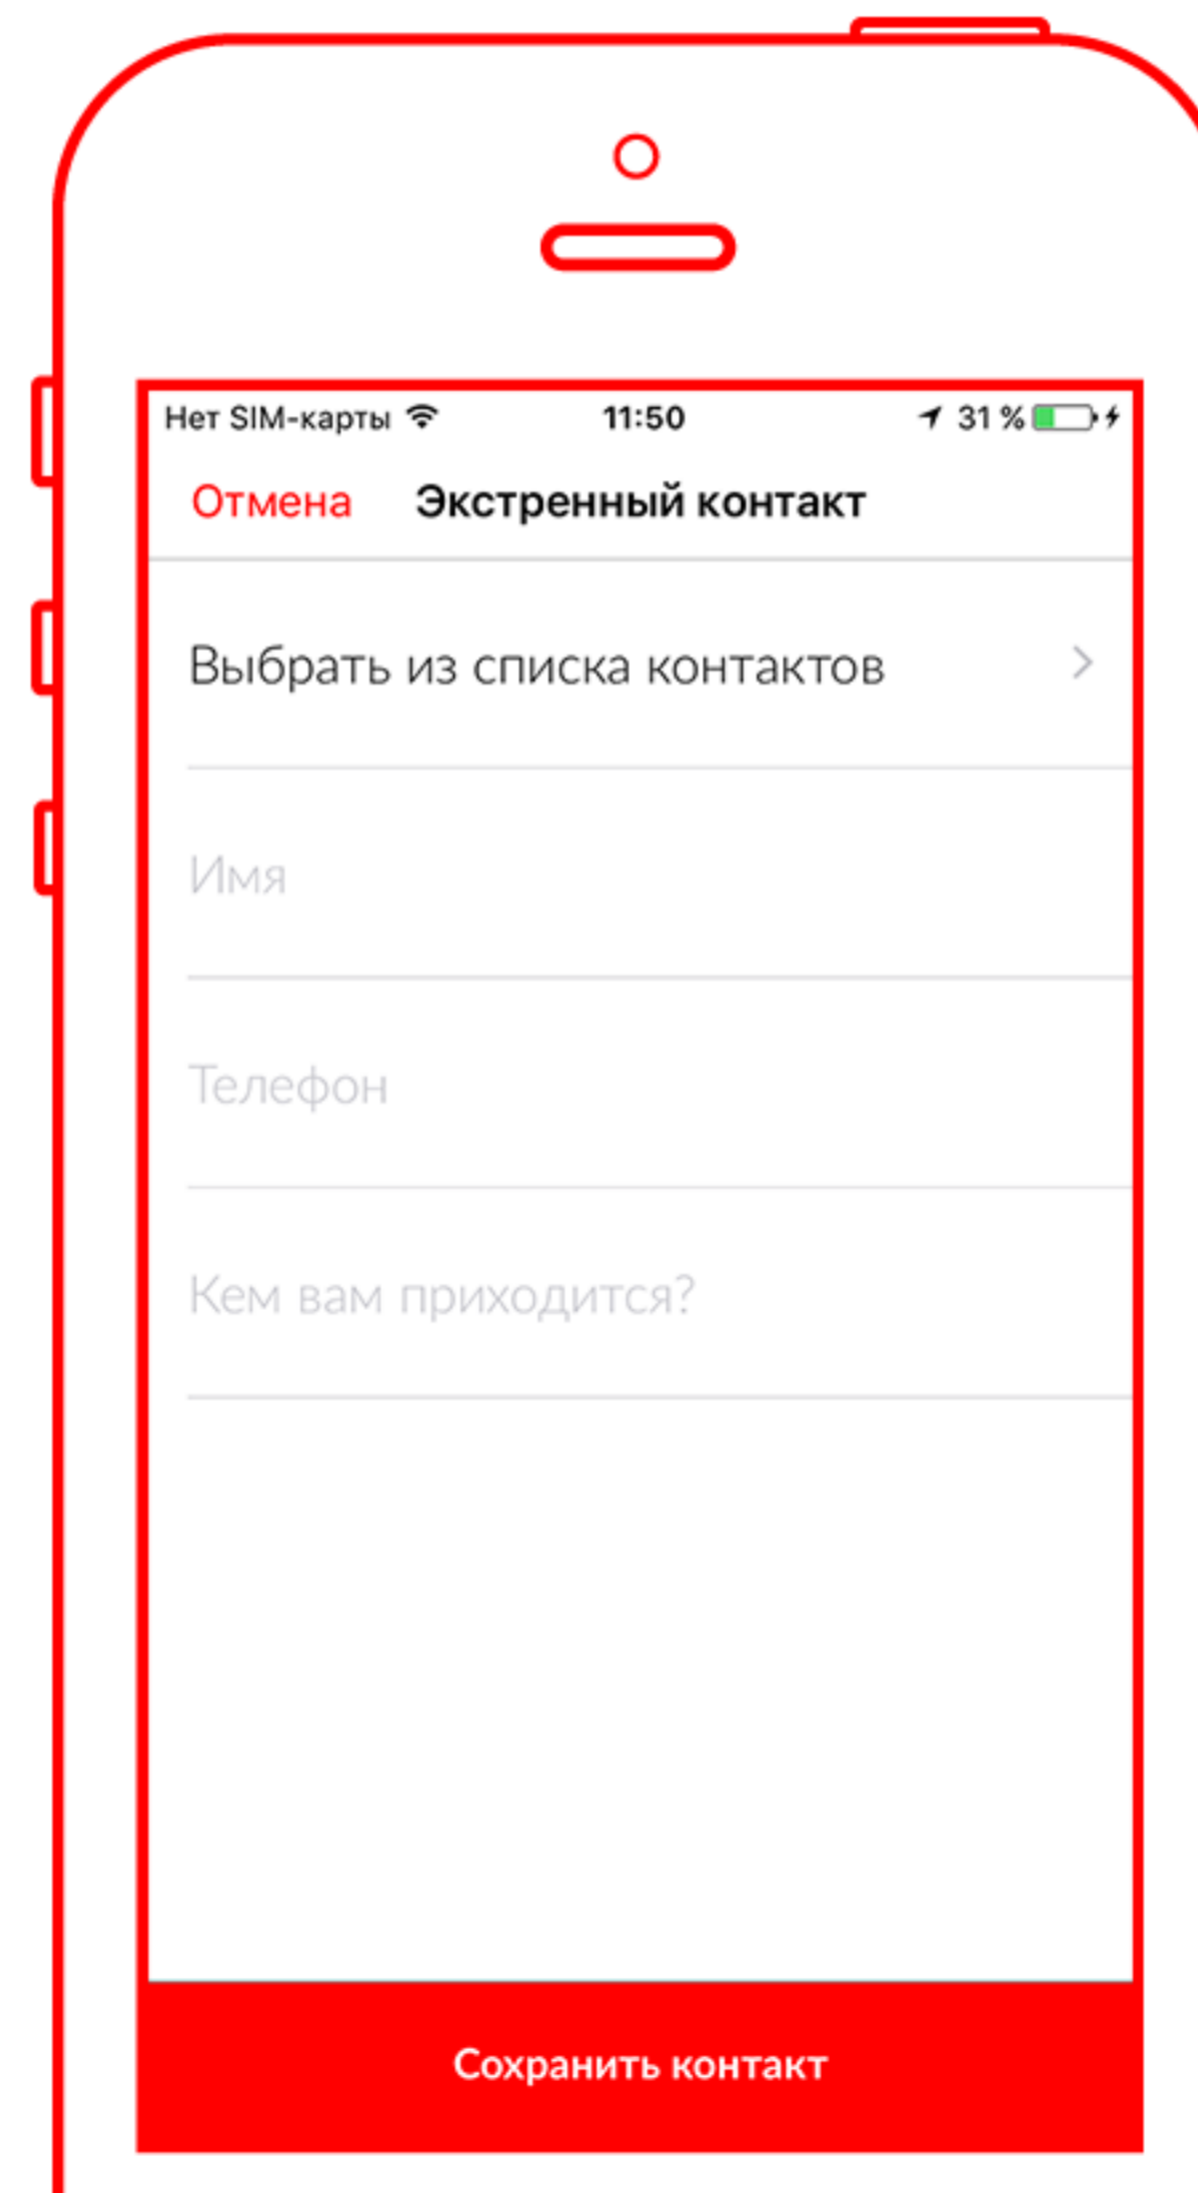 Нет SIM-карты 11:50 31 %
Отмена Экстренный контакт
Выбрать из списка контактов
Имя
Телефон
Кем вам приходится?
Сохранить контакт